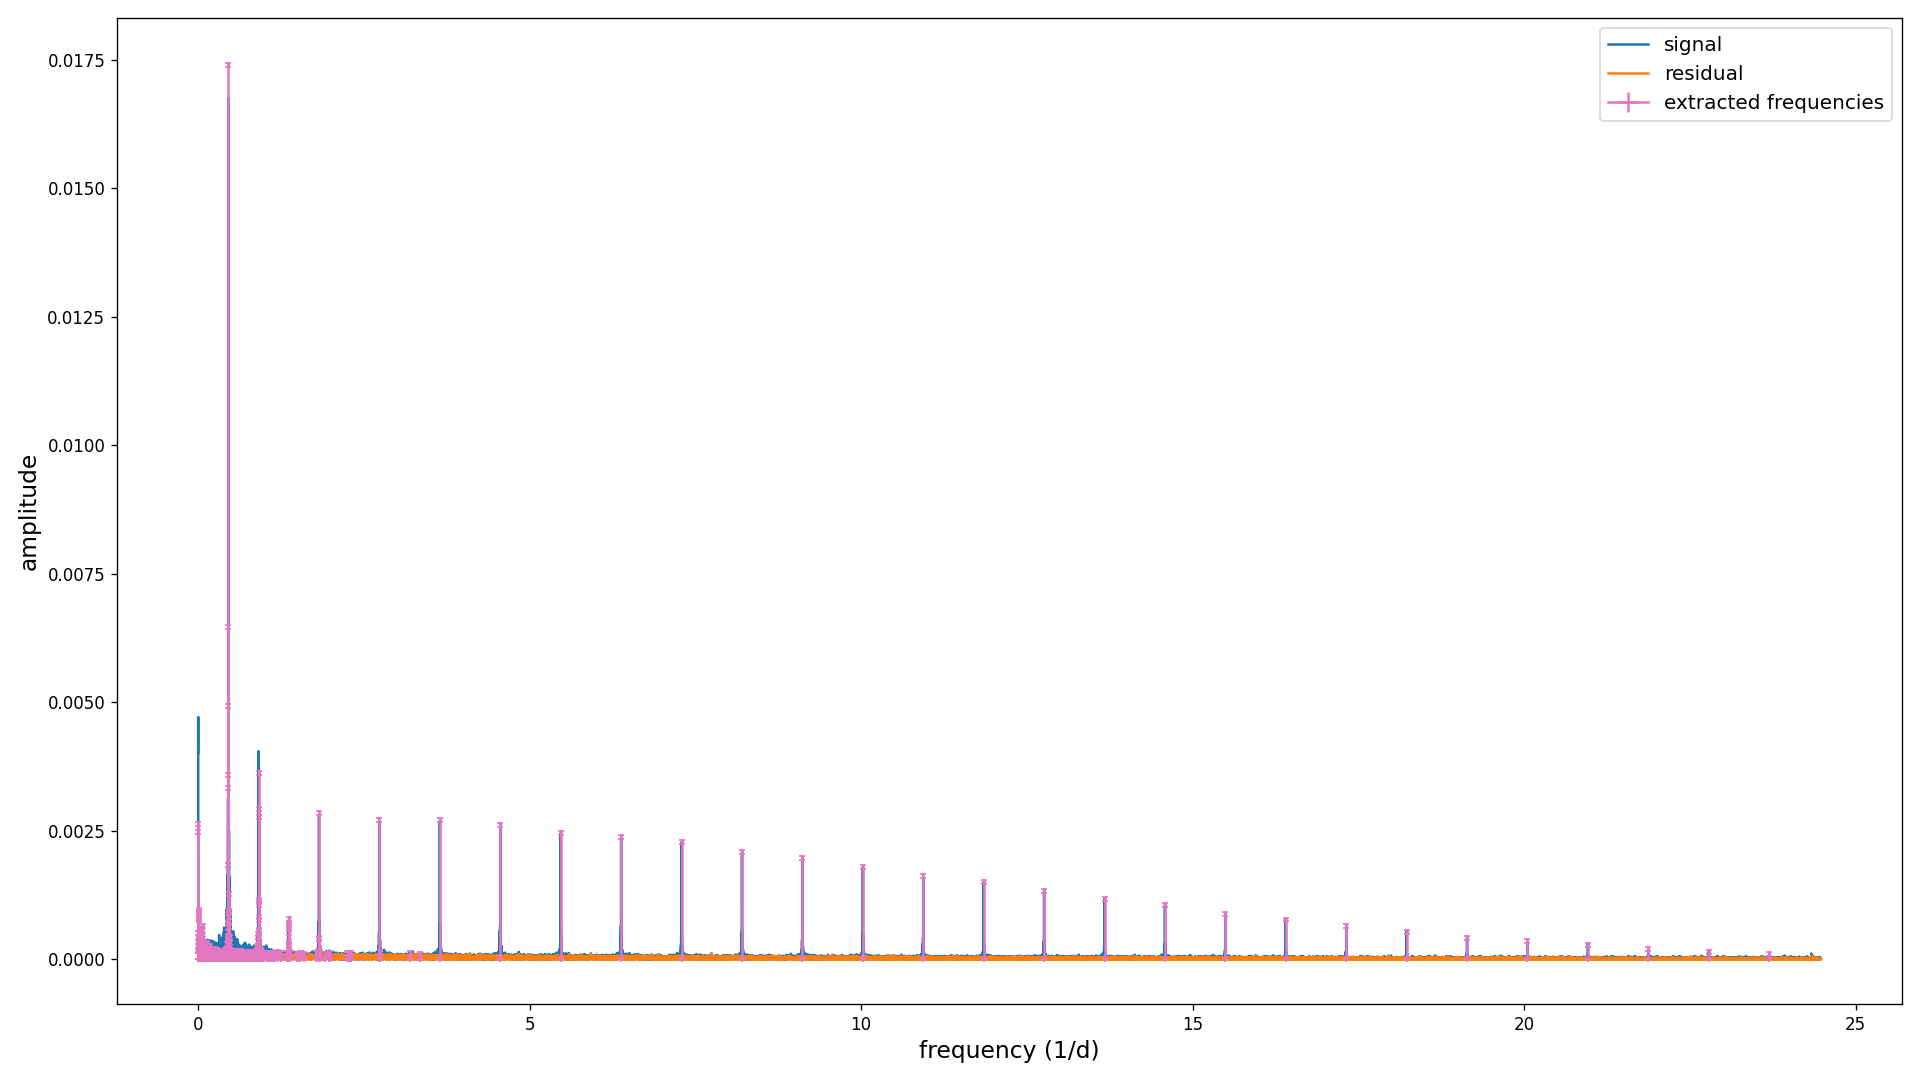 signal
residual
extracted frequencies
0.0175
0.0150
0.0125
0.0100
0.0075
0.0050
0.0025
0.0000
amplitude
0 5 10 15 20 25
frequency (1/d)